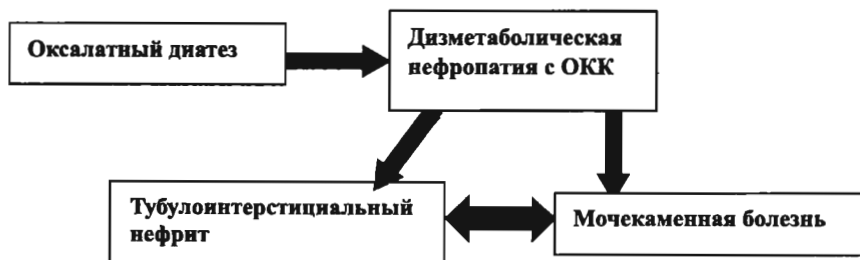 Оксалатный диатез
Дизметаболическая
нефропатия с ОКК
Тубулоинтерстициальный
нефрит
Мочекаменная болезнь